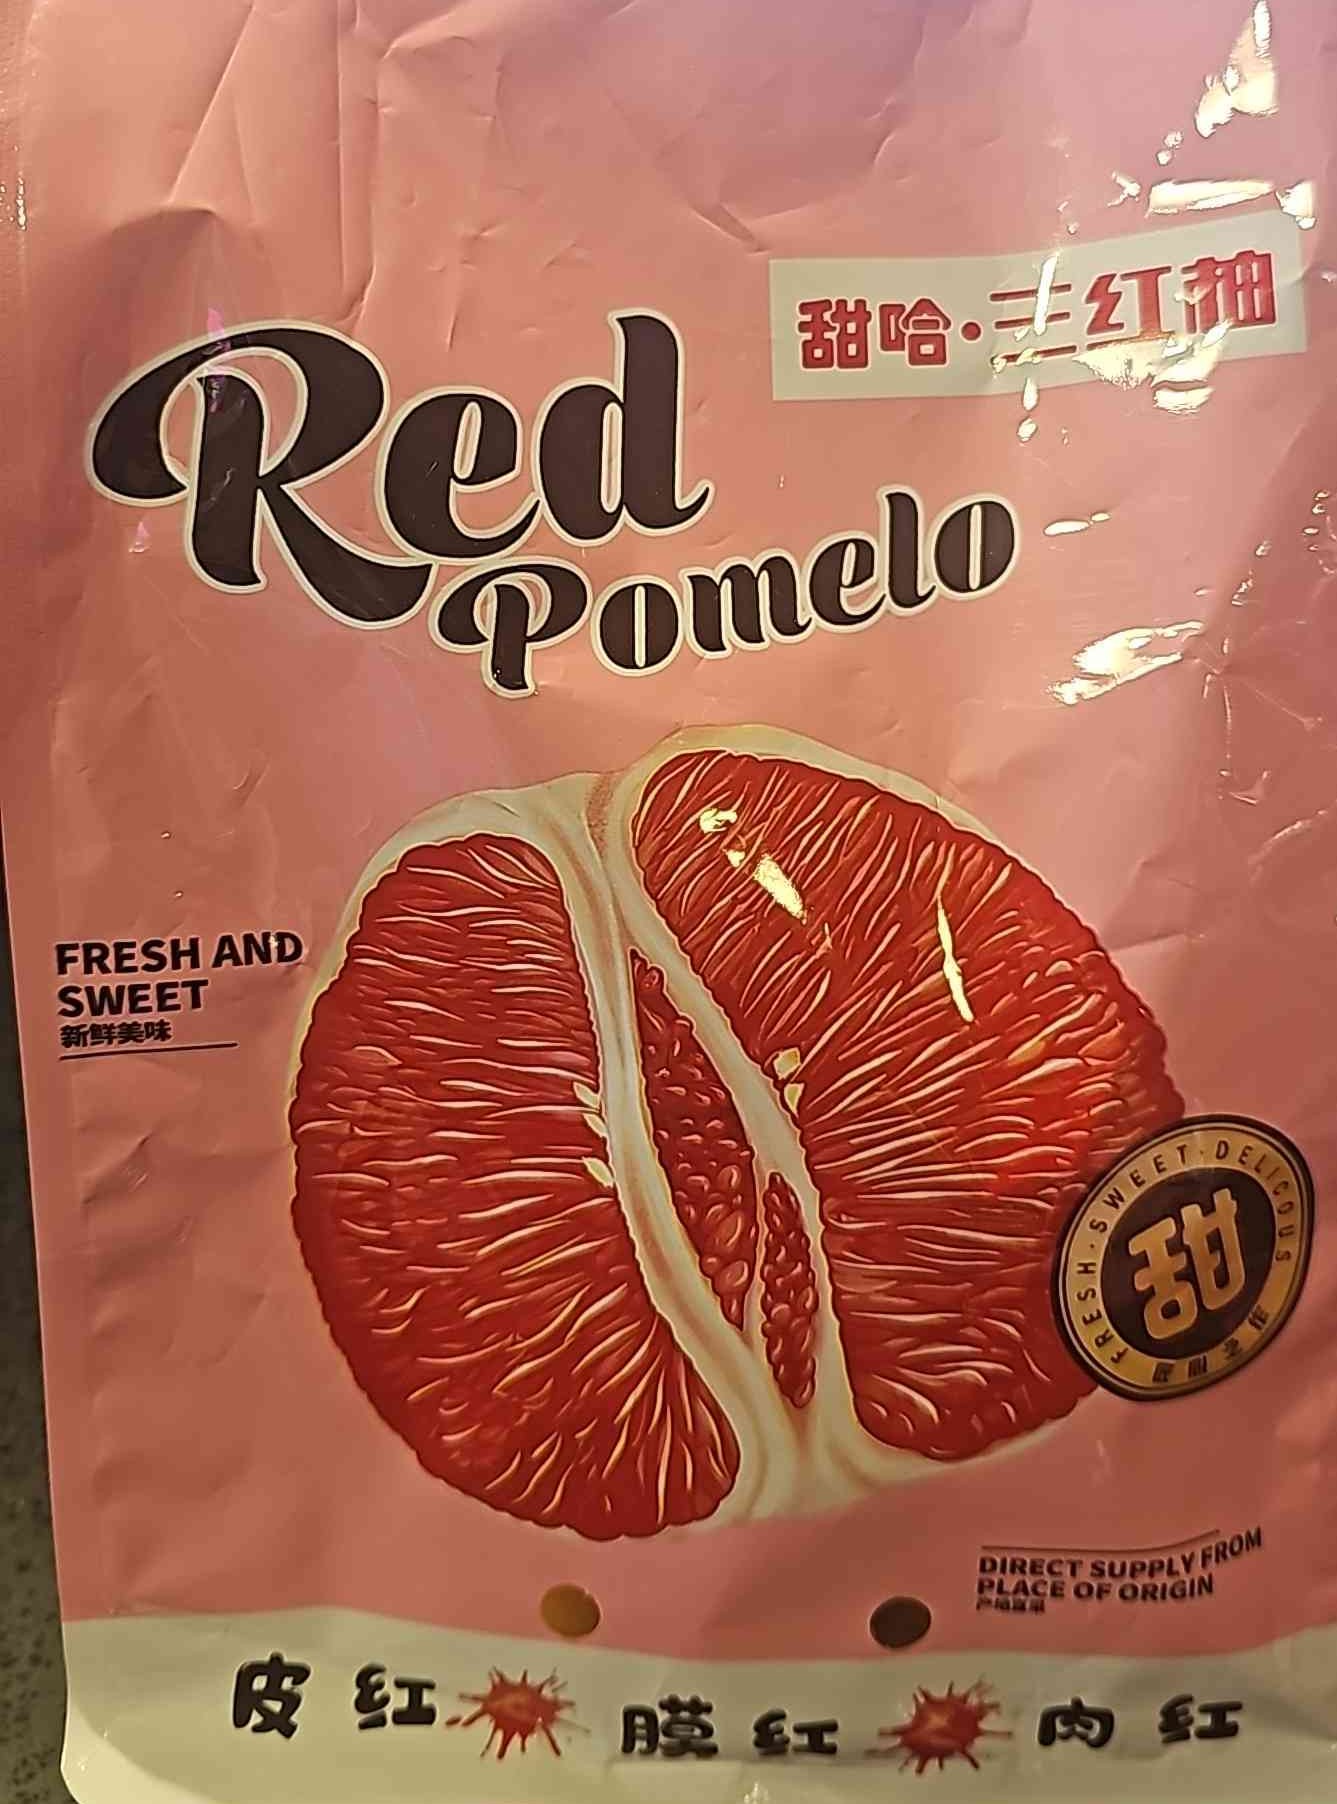 甜哈·三红柚
Red
Pomelo
FRESH AND
SWEET
新鲜美味
FRESH·SWEET·DELICOUS
甜
DIRECT SUPPLY FROM
PLACE OF ORIGIN
皮红 膜红 肉红